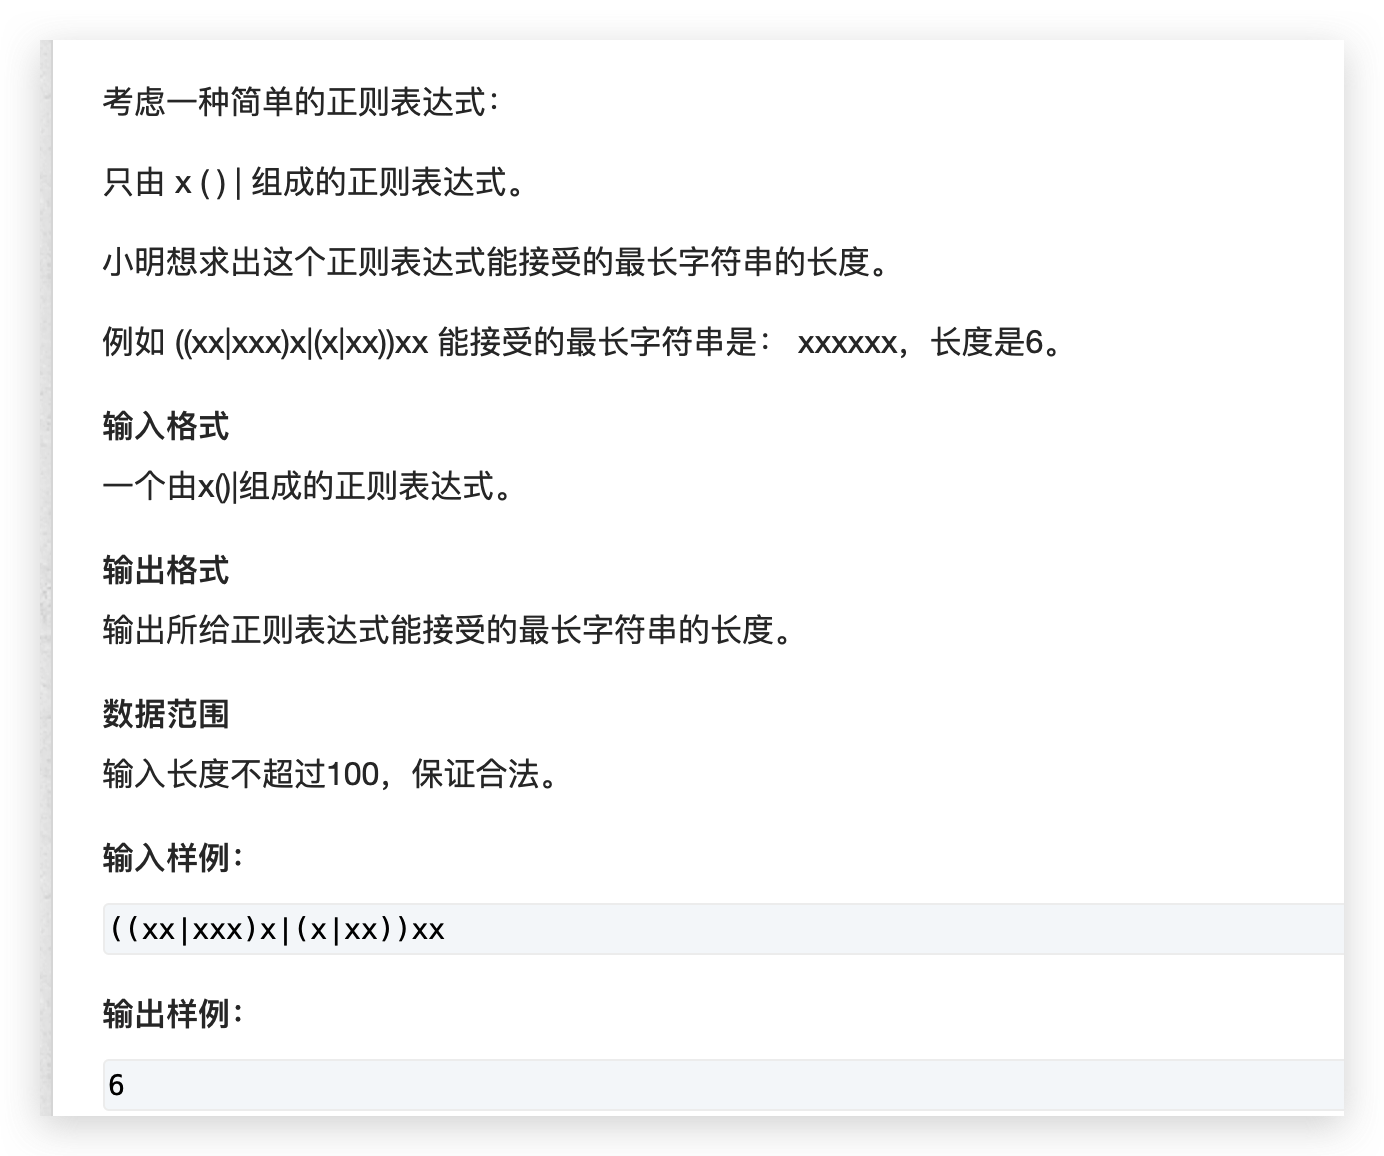 考虑一种简单的正则表达式：
只由 x ( ) | 组成的正则表达式。
小明想求出这个正则表达式能接受的最长字符串的长度。
例如 ((xx|xxx)x|(x|xx))xx 能接受的最长字符串是： xxxxxx，长度是6。
输入格式
一个由x()|组成的正则表达式。
输出格式
输出所给正则表达式能接受的最长字符串的长度。
数据范围
输入长度不超过100，保证合法。
输入样例：
((xx|xxx)x|(x|xx))xx
输出样例：
6